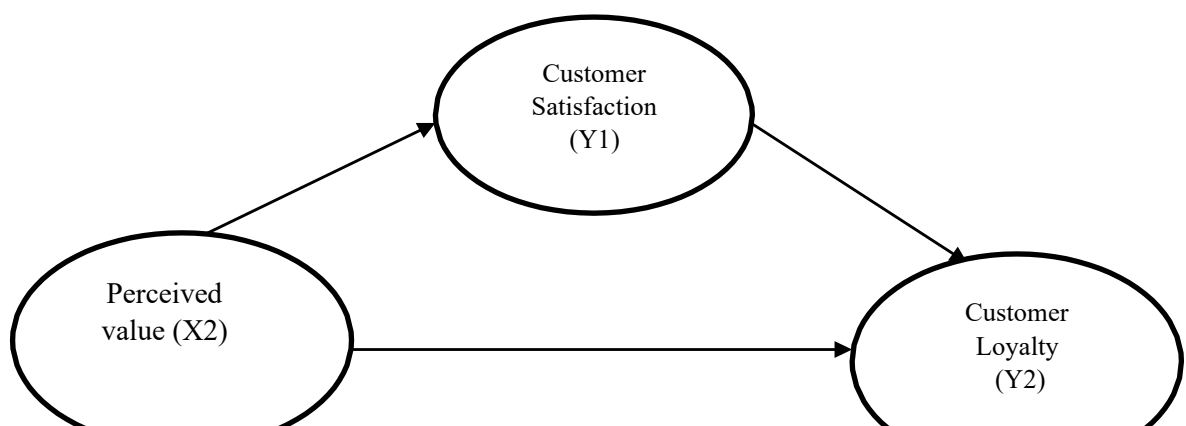 Customer
Satisfaction
(Y1)
Perceived
value (X2)
Customer
Loyalty
(Y2)